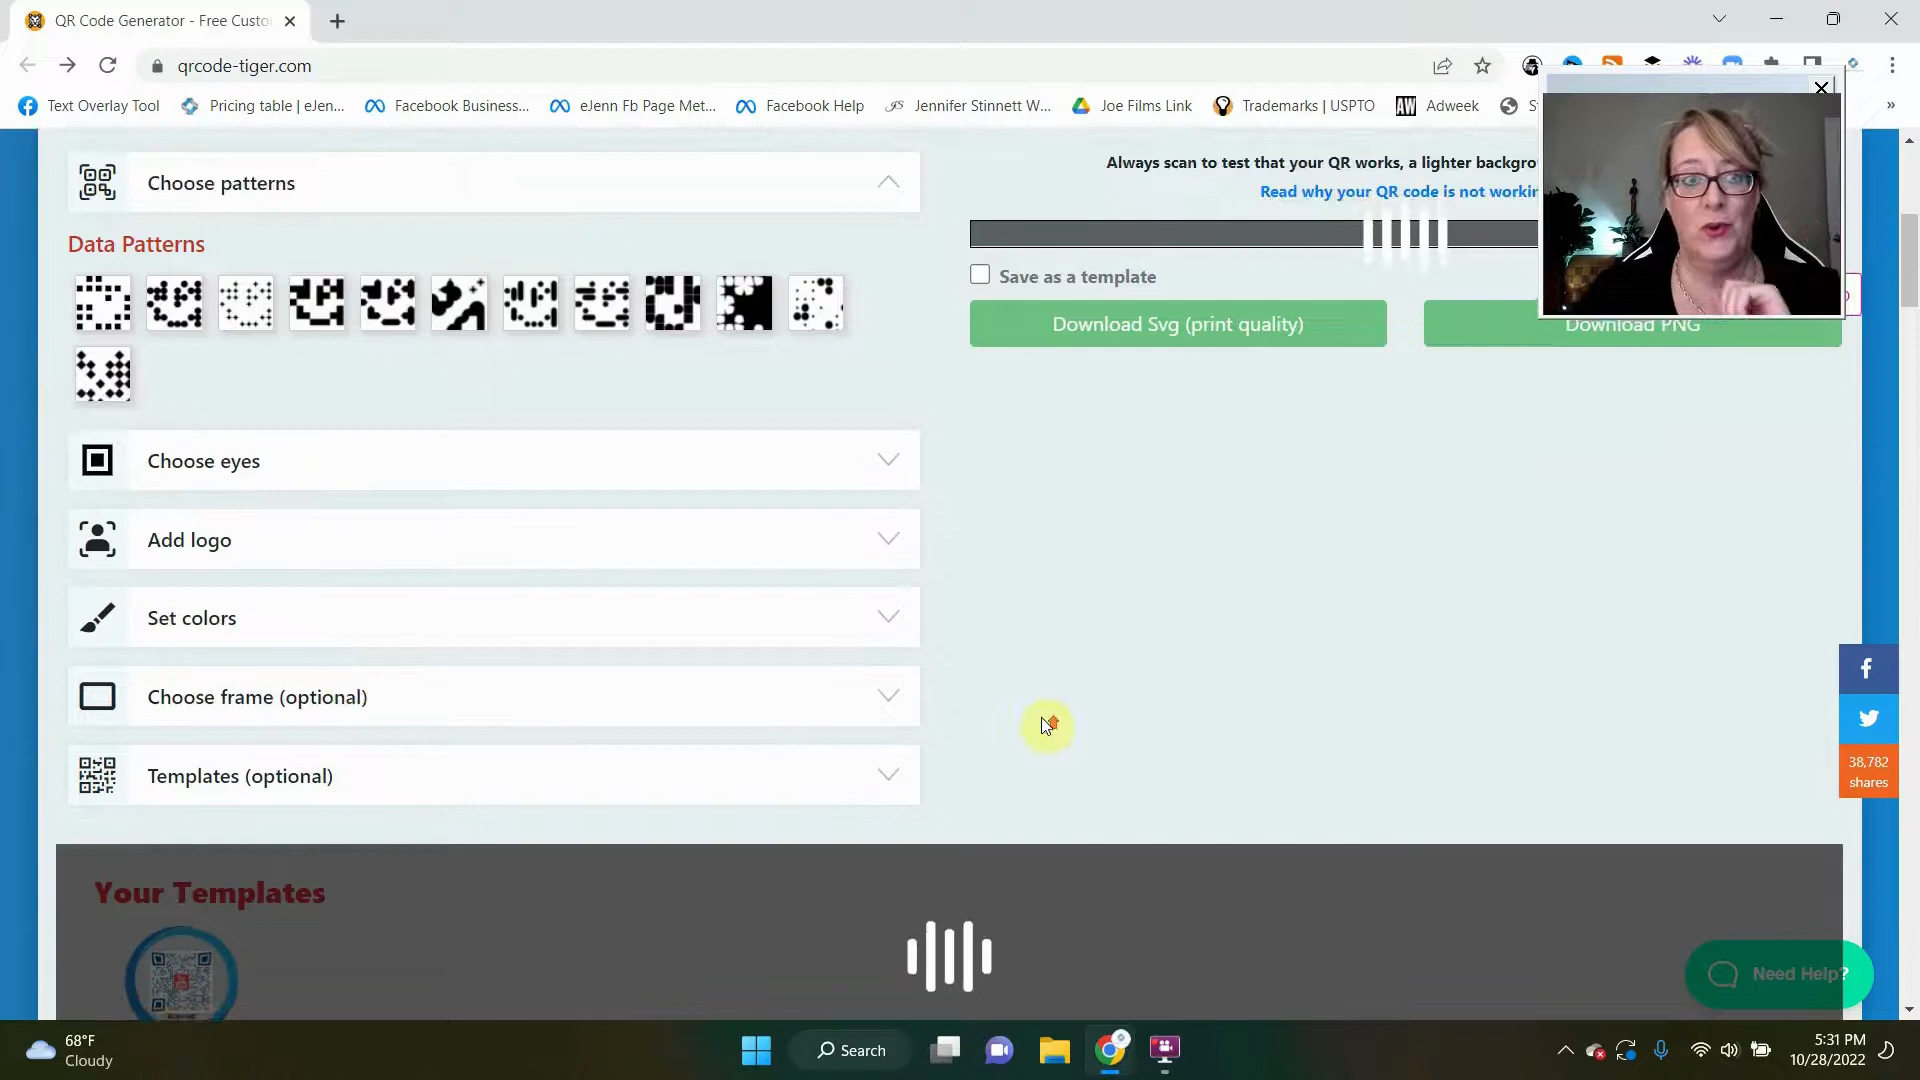 QR Code Generator - Free Custo
qrcode-tiger.com
Text Overlay Tool
Pricing table | eJen...
Facebook Business...
eJenn Fb Page Met...
Facebook Help
Jennifer Stinnett W...
Joe Films Link
Trademarks | USPTO
AW Adweek
»
Choose patterns
Data Patterns
Choose eyes
Add logo
Set colors
Choose frame (optional)
Templates (optional)
Always scan to test that your QR works, a lighter backgro
Read why your QR code is not workin
Save as a template
Download Svg (print quality)
Download PNG
38,782
shares
Your Templates
Need Help?
68°F
Cloudy
Search
5:31 PM
10/28/2022